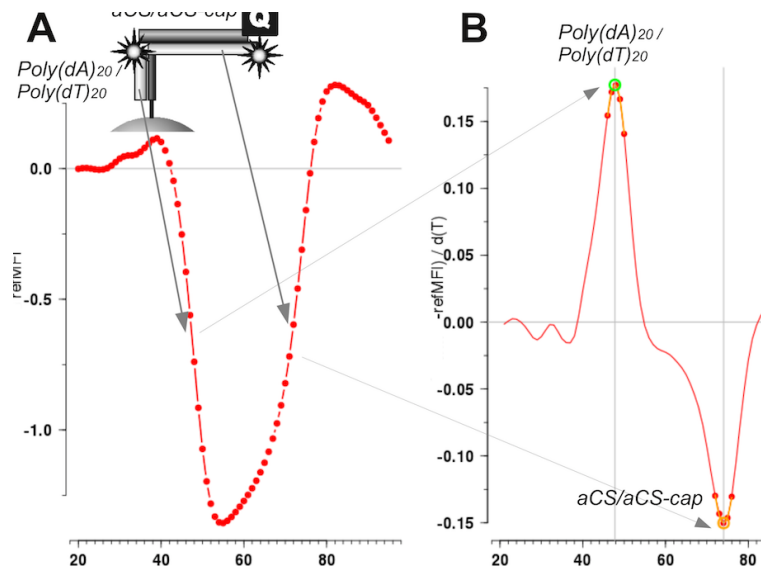 A
aCS/aCS-cap
Q
Poly(dA)20 /
Poly(dT)20
0.0
-0.5
-1.0
refMFI
20 40 60 80
B
Poly(dA)20 /
Poly(dT)20
0.15
0.10
0.05
0.00
-0.05
-0.10
-0.15
-refMFI) / d(T)
aCS/aCS-cap
20 40 60 80